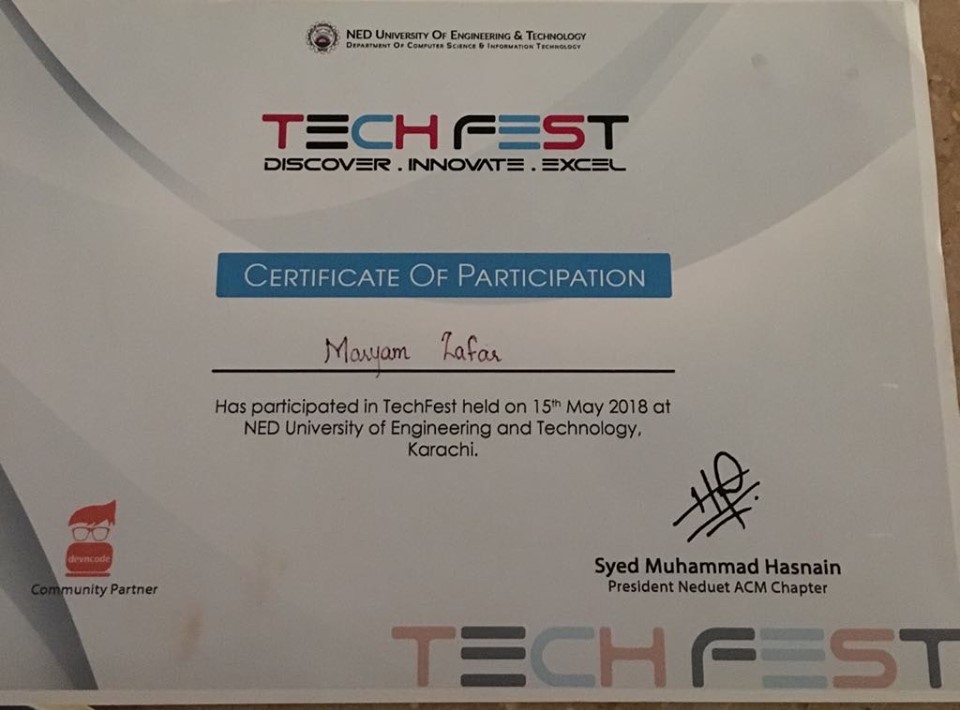 NED UNIVERSITY OF ENGINEERING & TECHNOLOGY
DEPARTMENT OF COMPUTER SCIENCE & INFORMATION TECHNOLOGY
TECH FEST
DISCOVER . INNOVATE . EXCEL
CERTIFICATE OF PARTICIPATION
Maryam Zafar
Has participated in TechFest held on 15th May 2018 at
NED University of Engineering and Technology,
Karachi.
devncode
Community Partner
Syed Muhammad Hasnain
President Neduet ACM Chapter
TECH FEST